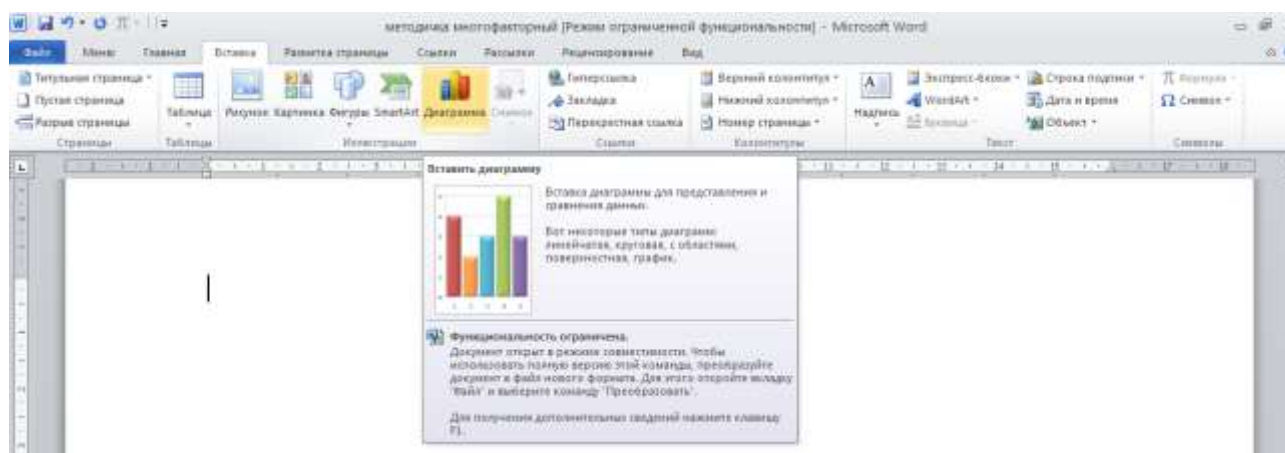 методичка многофакторный [Режим ограниченной функциональности] - Microsoft Word
Файл Меню Главная Вставка Разметка страницы Ссылки Рассылки Рецензирование Вид
Титульная страница
Пустая страница
Разрыв страницы
Страницы
Таблица
Таблицы
Рисунок Картинка Фигуры SmartArt Диаграмма Снимок
Иллюстрации
Гиперссылка
Закладка
Перекрестная ссылка
Ссылки
Верхний колонтитул
Нижний колонтитул
Номер страницы
Колонтитулы
Надпись
Экспресс-блоки
WordArt
Буквица
Строка подписи
Дата и время
Объект
Текст
Формула
Символ
Символы
Вставить диаграмму
Вставка диаграммы для представления и
сравнения данных.
Вот некоторые типы диаграмм:
линейчатая, круговая, с областями,
поверхностная, график.
Функциональность ограничена.
Документ открыт в режиме совместимости. Чтобы
использовать полную версию этой команды, преобразуйте
документ в файл нового формата. Для этого откройте вкладку
"Файл" и выберите команду "Преобразовать".
Для получения дополнительных сведений нажмите клавишу
F1.